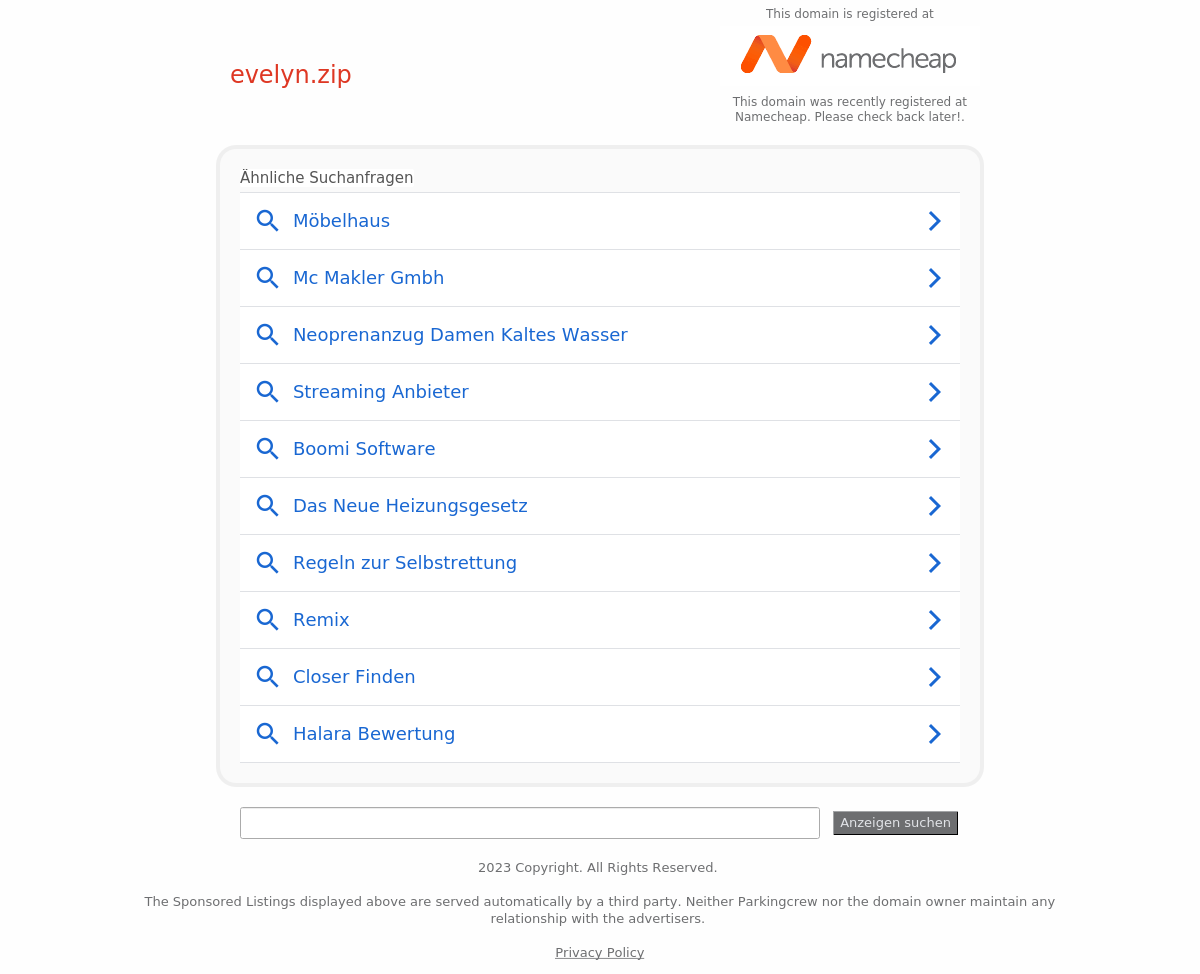 This domain is registered at
namecheap
evelyn.zip
This domain was recently registered at
Namecheap. Please check back later!.
Ähnliche Suchanfragen
Möbelhaus
Mc Makler Gmbh
Neoprenanzug Damen Kaltes Wasser
Streaming Anbieter
Boomi Software
Das Neue Heizungsgesetz
Regeln zur Selbstrettung
Remix
Closer Finden
Halara Bewertung
Anzeigen suchen
2023 Copyright. All Rights Reserved.
The Sponsored Listings displayed above are served automatically by a third party. Neither Parkingcrew nor the domain owner maintain any
relationship with the advertisers.
Privacy Policy